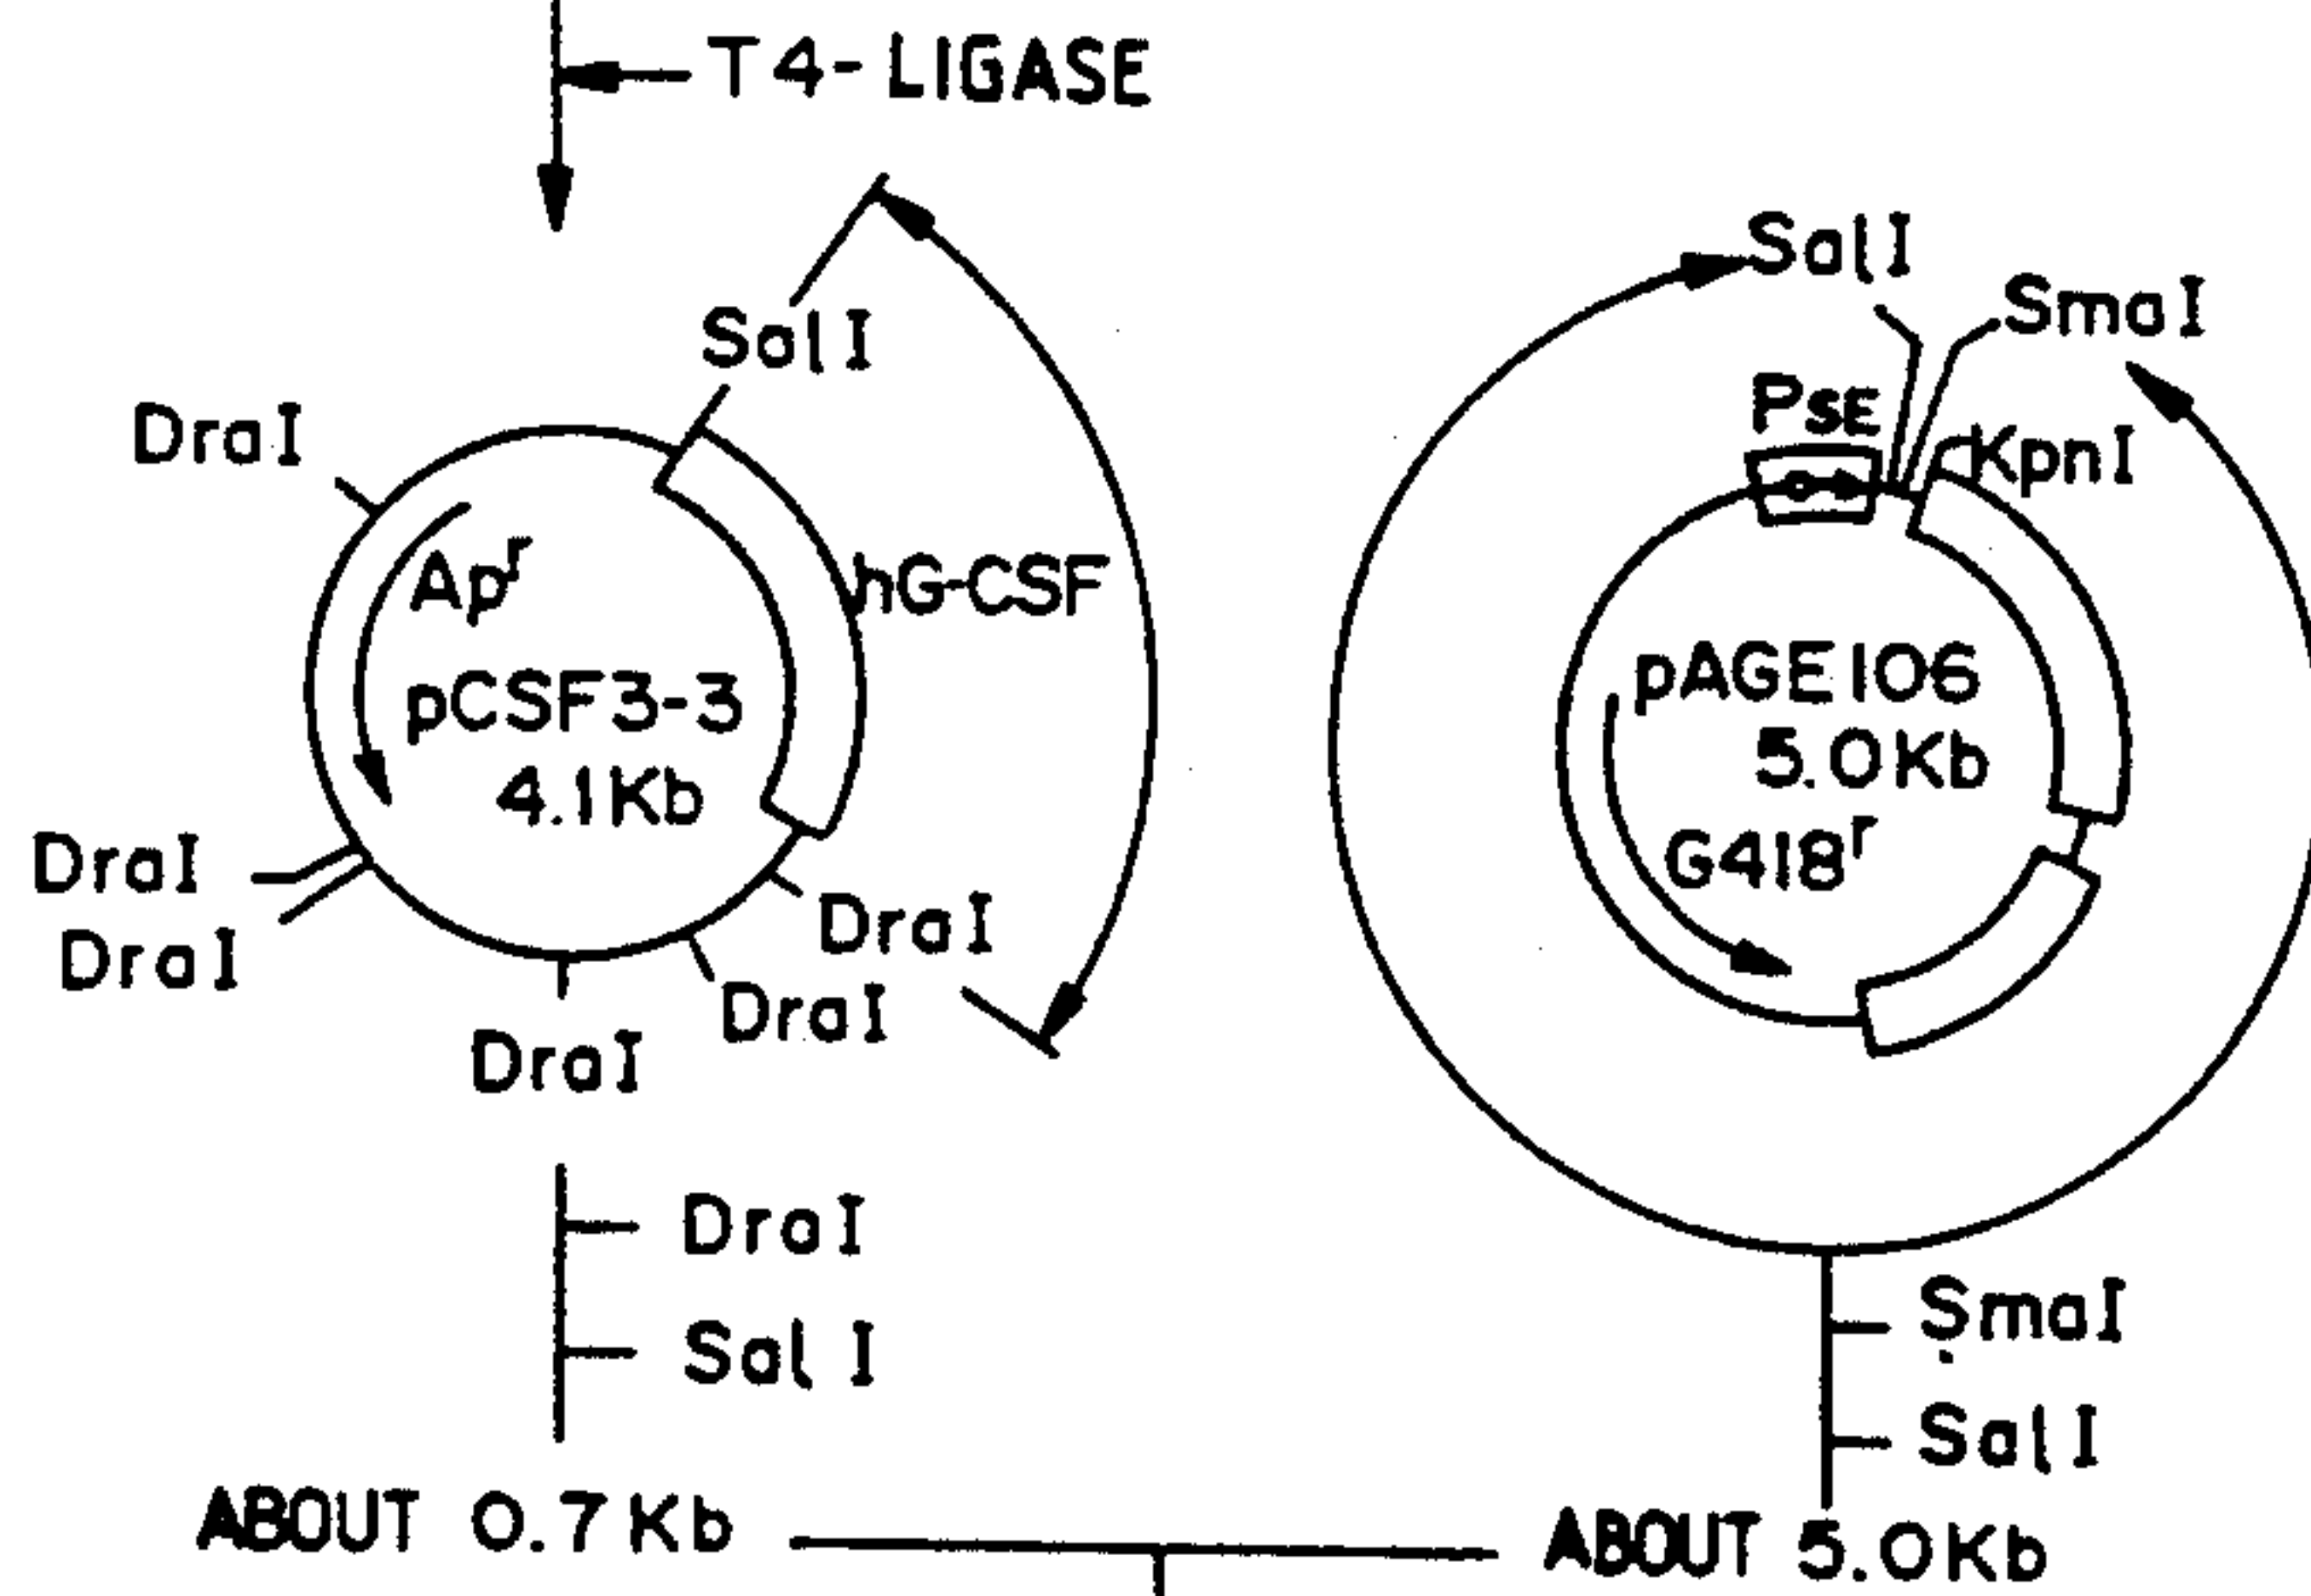 T4-LIGASE
SalI
DraI
Apr
hG-CSF
pCSF3-3
4.1Kb
DraI
DraI
DraI
DraI
DraI
DraI
SalI
ABOUT 0.7Kb
SalI
SmaI
PSE
KpnI
pAGE106
5.0Kb
G418r
SmaI
SalI
ABOUT 5.0Kb